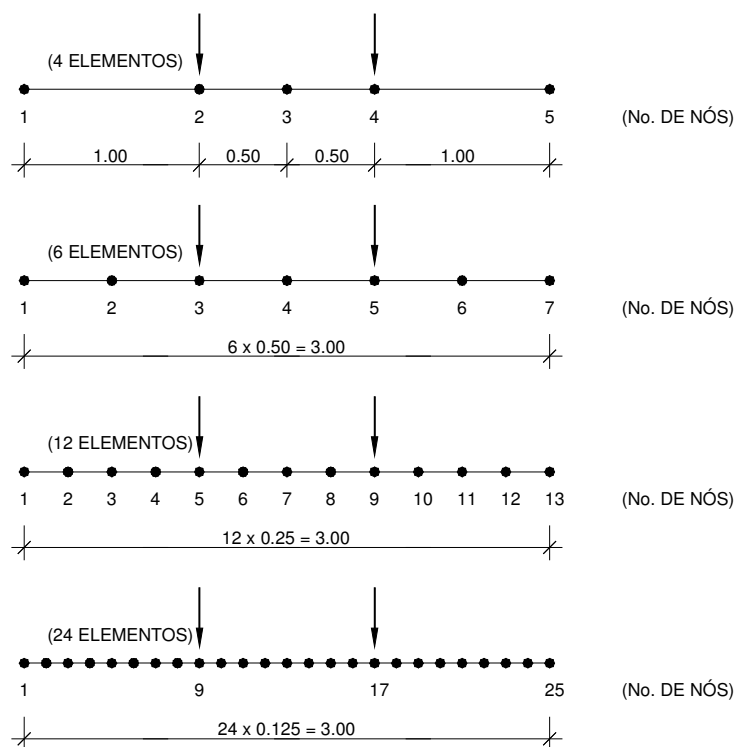 (4 ELEMENTOS)
1 2 3 4 5 (No. DE NÓS)
1.00 0.50 0.50 1.00
(6 ELEMENTOS)
1 2 3 4 5 6 7 (No. DE NÓS)
6 x 0.50 = 3.00
(12 ELEMENTOS)
1 2 3 4 5 6 7 8 9 10 11 12 13 (No. DE NÓS)
12 x 0.25 = 3.00
(24 ELEMENTOS)
1 9 17 25 (No. DE NÓS)
24 x 0.125 = 3.00